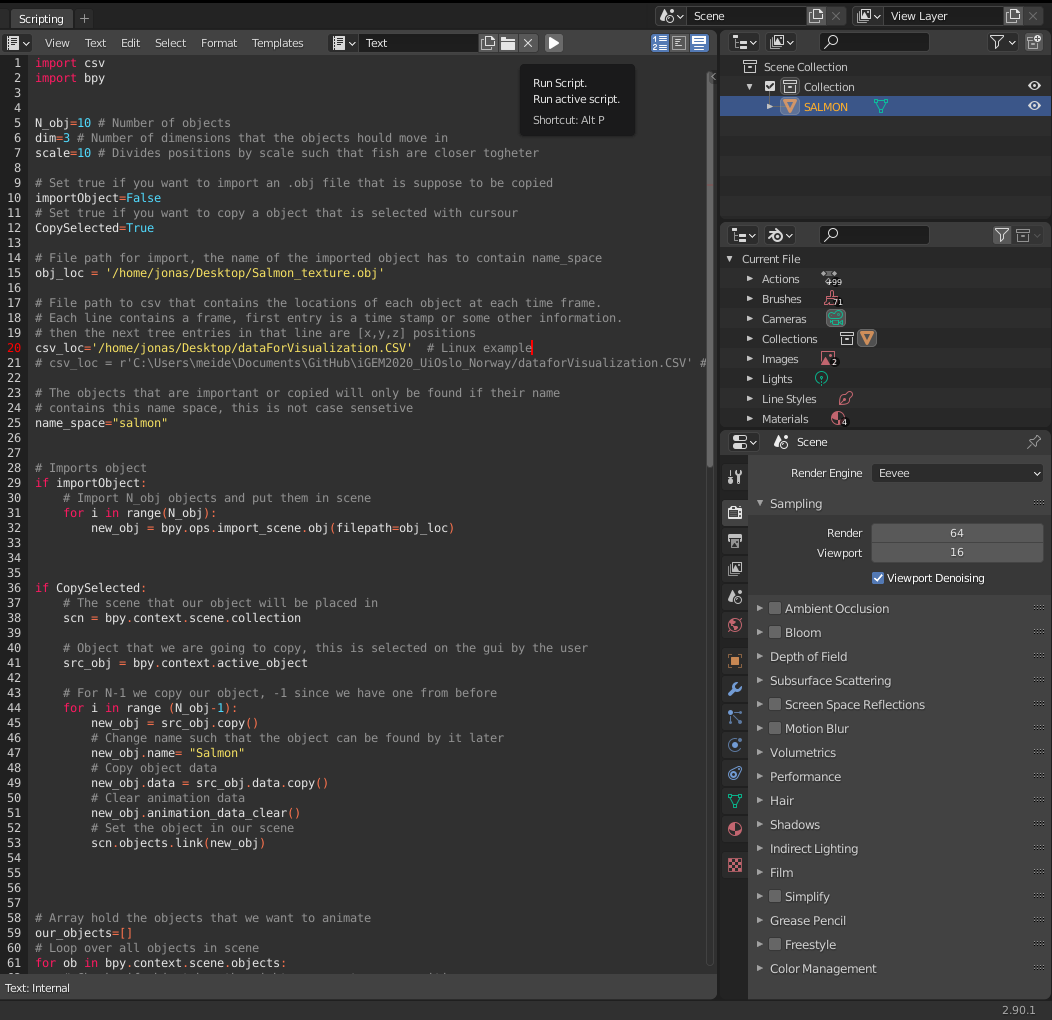 Scripting +
Scene
View Layer
View Text Edit Select Format Templates
Text
Run Script.
Run active script.
Shortcut: Alt P
1 import csv
2 import bpy
3
4
5 N_obj=10 # Number of objects
6 dim=3 # Number of dimensions that the objects hould move in
7 scale=10 # Divides positions by scale such that fish are closer togheter
8
9 # Set true if you want to import an .obj file that is suppose to be copied
10 importObject=False
11 # Set true if you want to copy a object that is selected with cursour
12 CopySelected=True
13
14 # File path for import, the name of the imported object has to contain name_space
15 obj_loc = '/home/jonas/Desktop/Salmon_texture.obj'
16
17 # File path to csv that contains the locations of each object at each time frame.
18 # Each line contains a frame, first entry is a time stamp or some other information.
19 # then the next tree entries in that line are [x,y,z] positions
20 csv_loc='/home/jonas/Desktop/dataForVisualization.CSV'  # Linux example
21 # csv_loc = r'C:\Users\meide\Documents\GitHub\iGEM2020_UiOslo_Norway/dataforVisualization.CSV' #
22
23 # The objects that are important or copied will only be found if their name
24 # contains this name space, this is not case sensetive
25 name_space="salmon"
26
27
28 # Imports object
29 if importObject:
30     # Import N_obj objects and put them in scene
31     for i in range(N_obj):
32         new_obj = bpy.ops.import_scene.obj(filepath=obj_loc)
33
34
35
36 if CopySelected:
37     # The scene that our object will be placed in
38     scn = bpy.context.scene.collection
39
40     # Object that we are going to copy, this is selected on the gui by the user
41     src_obj = bpy.context.active_object
42
43     # For N-1 we copy our object, -1 since we have one from before
44     for i in range (N_obj-1):
45         new_obj = src_obj.copy()
46         # Change name such that the object can be found by it later
47         new_obj.name= "Salmon"
48         # Copy object data
49         new_obj.data = src_obj.data.copy()
50         # Clear animation data
51         new_obj.animation_data_clear()
52         # Set the object in our scene
53         scn.objects.link(new_obj)
54
55
56
57
58 # Array hold the objects that we want to animate
59 our_objects=[]
60 # Loop over all objects in scene
61 for ob in bpy.context.scene.objects:
Text: Internal
Scene Collection
Collection
SALMON
Current File
Actions 99
Brushes 71
Cameras
Collections
Images 2
Lights
Line Styles
Materials 4
Scene
Render Engine Eevee
Sampling
Render 64
Viewport 16
Viewport Denoising
Ambient Occlusion
Bloom
Depth of Field
Subsurface Scattering
Screen Space Reflections
Motion Blur
Volumetrics
Performance
Hair
Shadows
Indirect Lighting
Film
Simplify
Grease Pencil
Freestyle
Color Management
2.90.1